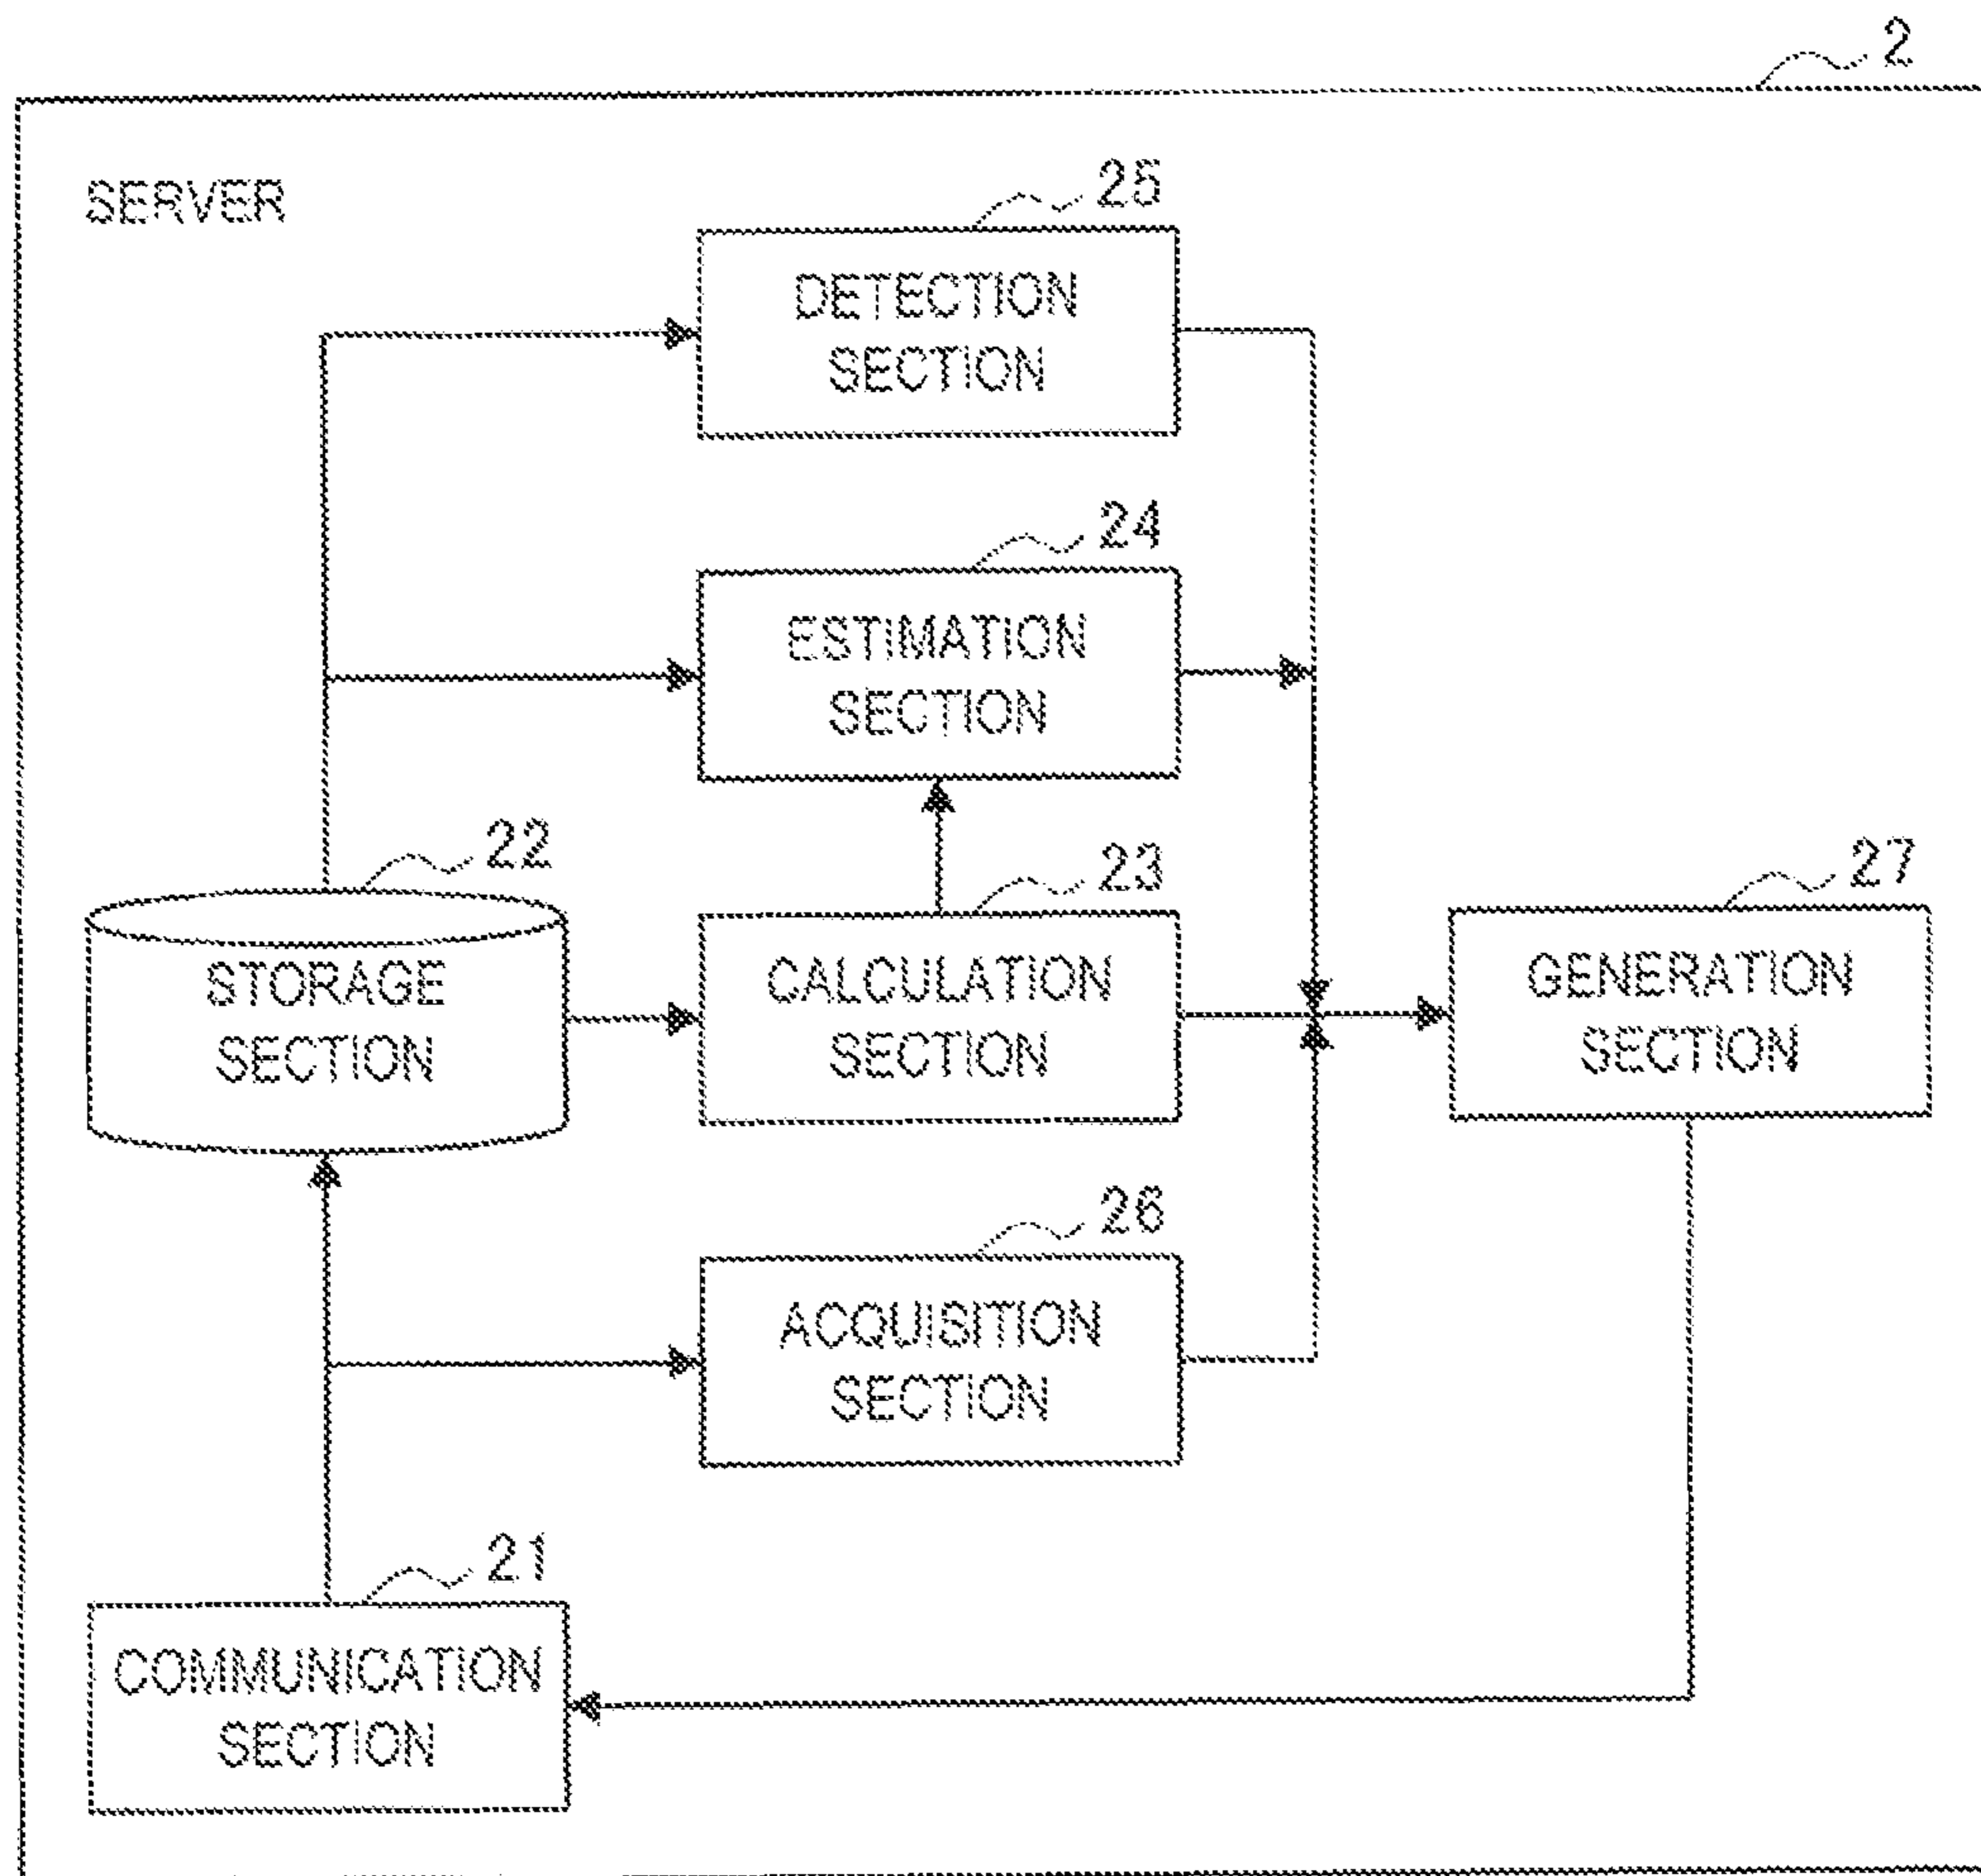 2
SERVER
25
DETECTION
SECTION
24
ESTIMATION
SECTION
22
STORAGE
SECTION
23
CALCULATION
SECTION
27
GENERATION
SECTION
26
ACQUISITION
SECTION
21
COMMUNICATION
SECTION